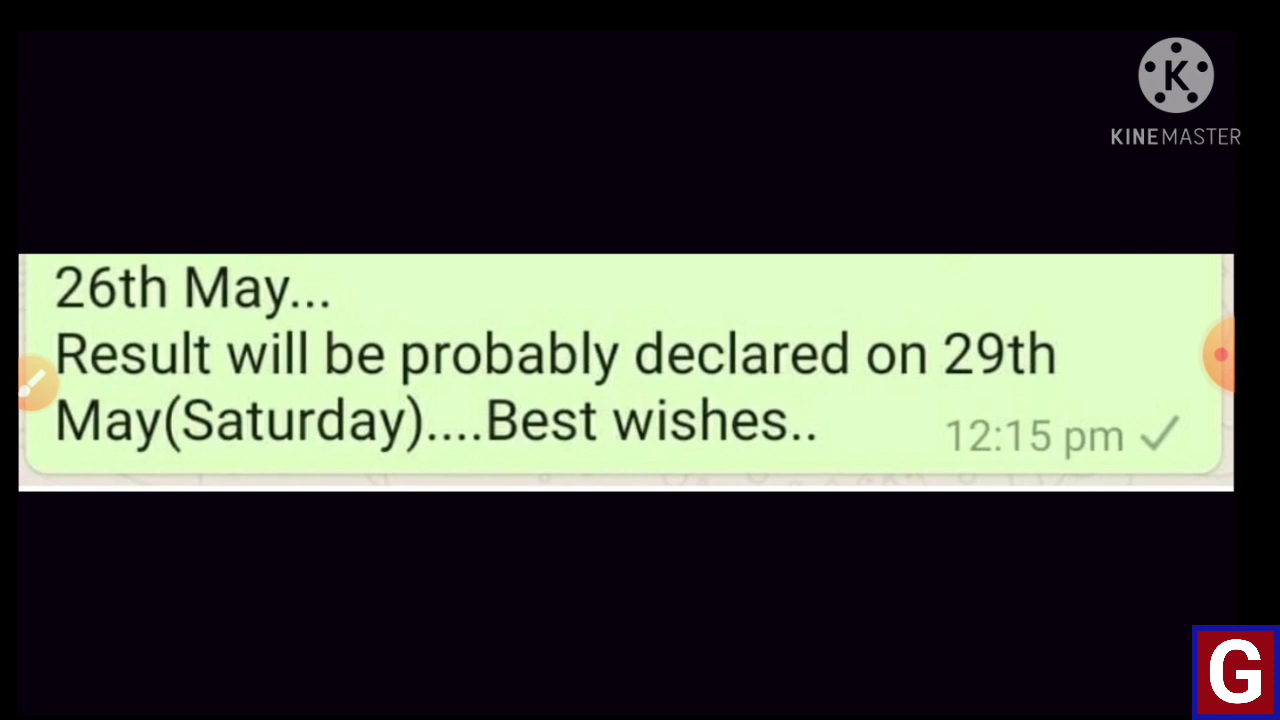 K
KINEMASTER
26th May...
Result will be probably declared on 29th
May(Saturday)....Best wishes..
12:15 pm
G